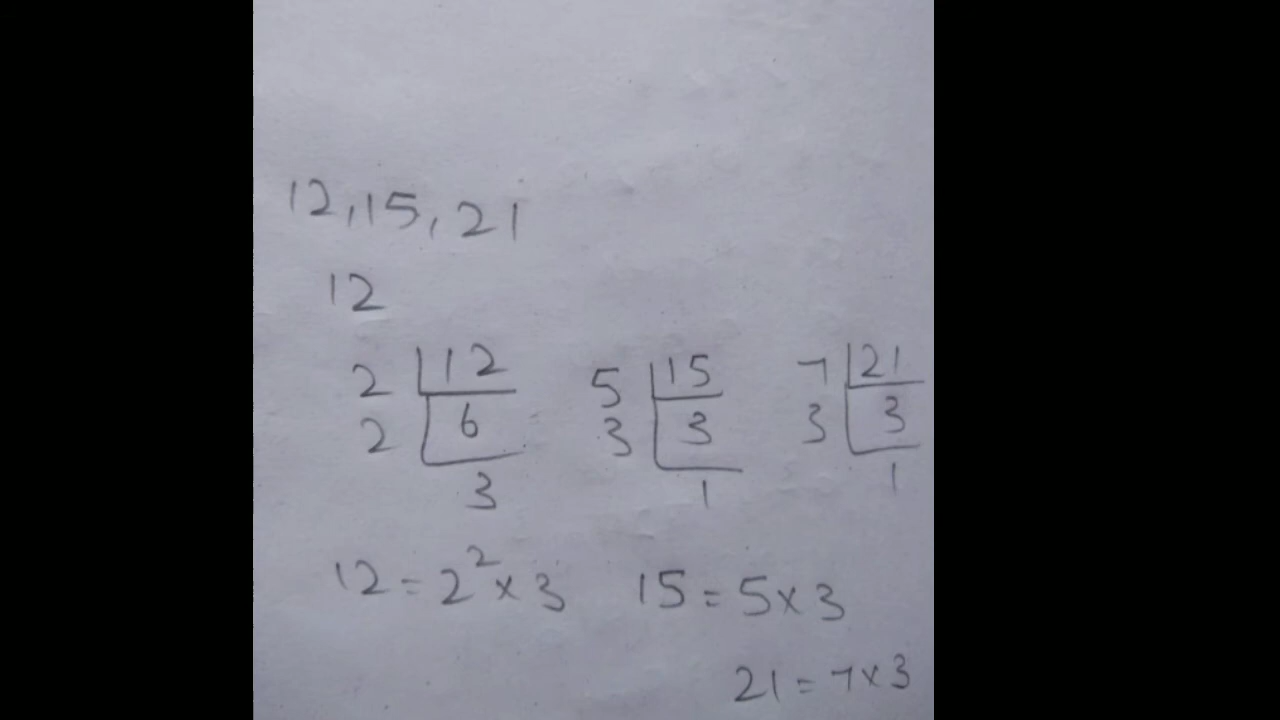 12, 15, 21
12
2 | 12 5 | 15 7 | 21
2 | 6 3 | 3 3 | 3
3 1 1
12 = 2² × 3 15 = 5 × 3
21 = 7 × 3